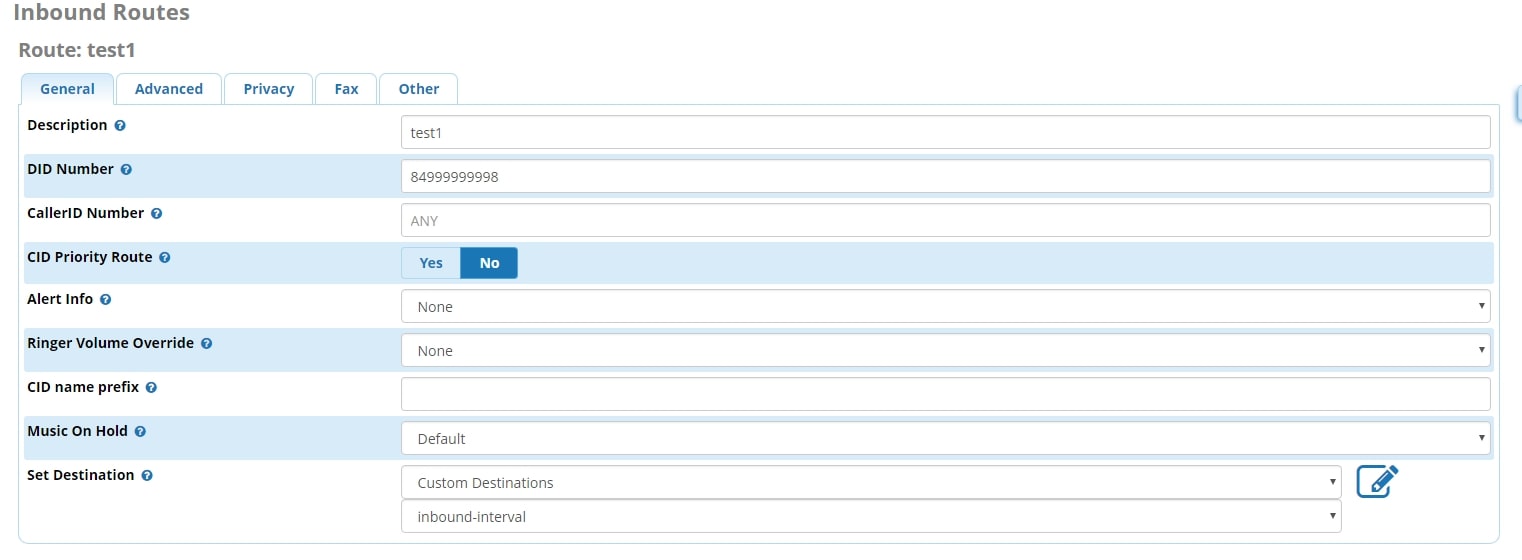 Inbound Routes
Route: test1
General Advanced Privacy Fax Other
Description test1
DID Number 84999999998
CallerID Number ANY
CID Priority Route Yes No
Alert Info None
Ringer Volume Override None
CID name prefix
Music On Hold Default
Set Destination Custom Destinations
inbound-interval